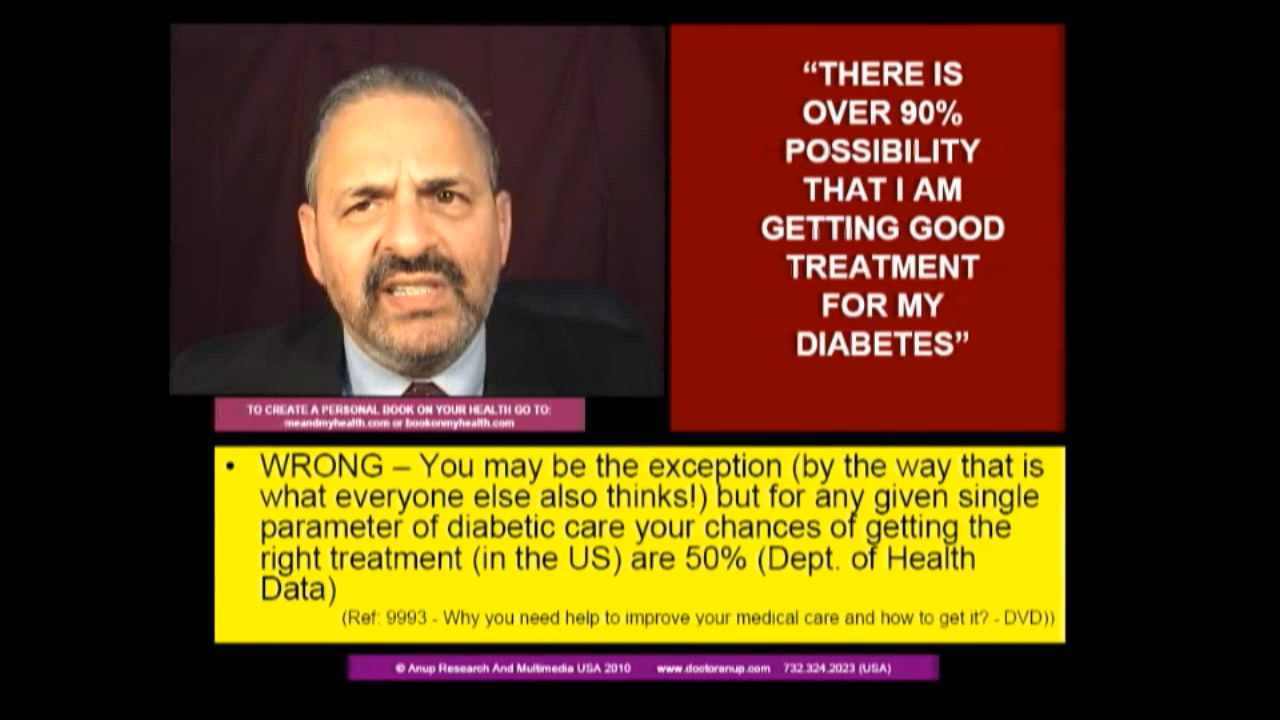 “THERE IS
OVER 90%
POSSIBILITY
THAT I AM
GETTING GOOD
TREATMENT
FOR MY
DIABETES”
TO CREATE A PERSONAL BOOK ON YOUR HEALTH GO TO:
meandmyhealth.com or bookonmyhealth.com
• WRONG – You may be the exception (by the way that is
what everyone else also thinks!) but for any given single
parameter of diabetic care your chances of getting the
right treatment (in the US) are 50% (Dept. of Health
Data)
(Ref: 9993 - Why you need help to improve your medical care and how to get it? - DVD))
© Anup Research And Multimedia USA 2010 www.doctoranup.com 732.324.2023 (USA)